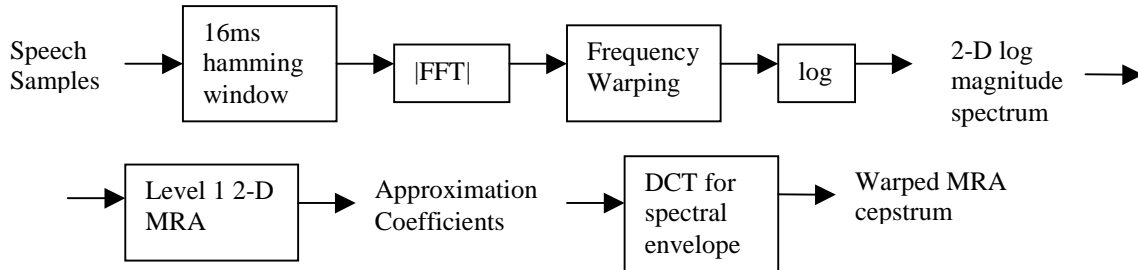 Speech
Samples
16ms
hamming
window
|FFT|
Frequency
Warping
log
2-D log
magnitude
spectrum
Level 1 2-D
MRA
Approximation
Coefficients
DCT for
spectral
envelope
Warped MRA
cepstrum